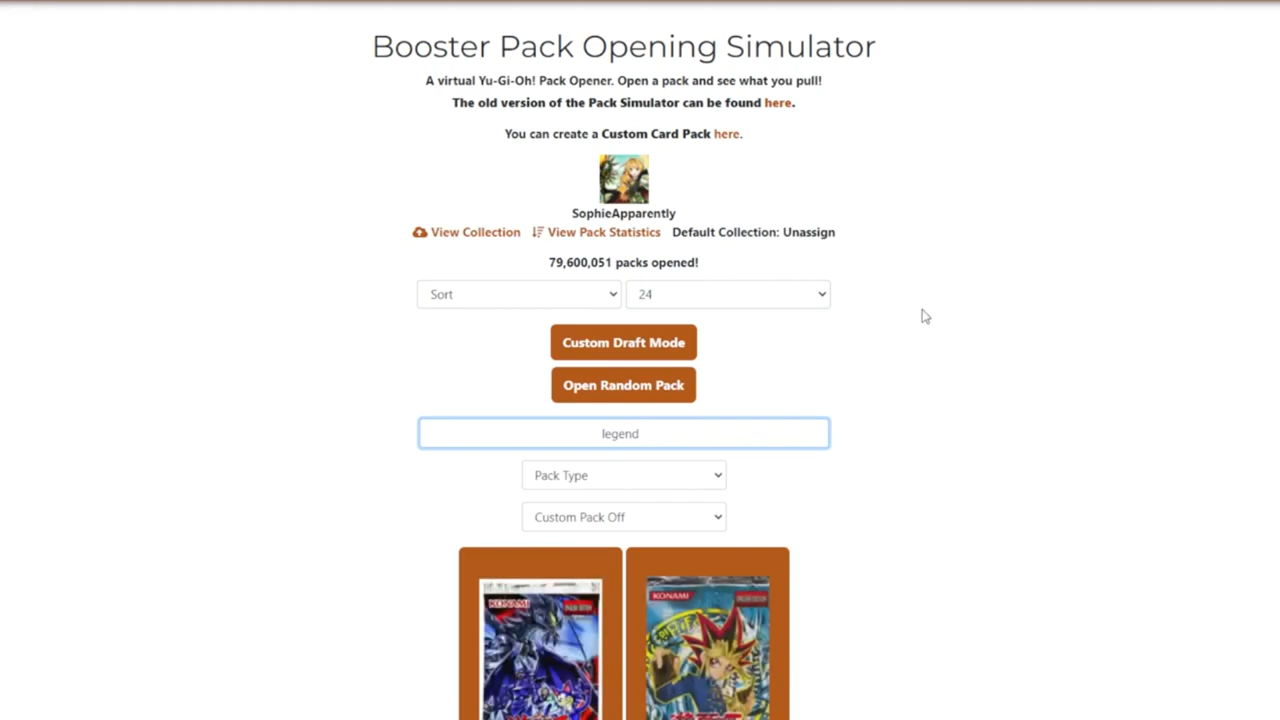 Booster Pack Opening Simulator
A virtual Yu-Gi-Oh! Pack Opener. Open a pack and see what you pull!
The old version of the Pack Simulator can be found here.
You can create a Custom Card Pack here.
SophieApparently
View Collection View Pack Statistics Default Collection: Unassign
79,600,051 packs opened!
Sort 24
Custom Draft Mode
Open Random Pack
legend
Pack Type
Custom Pack Off
KONAMI KONAMI